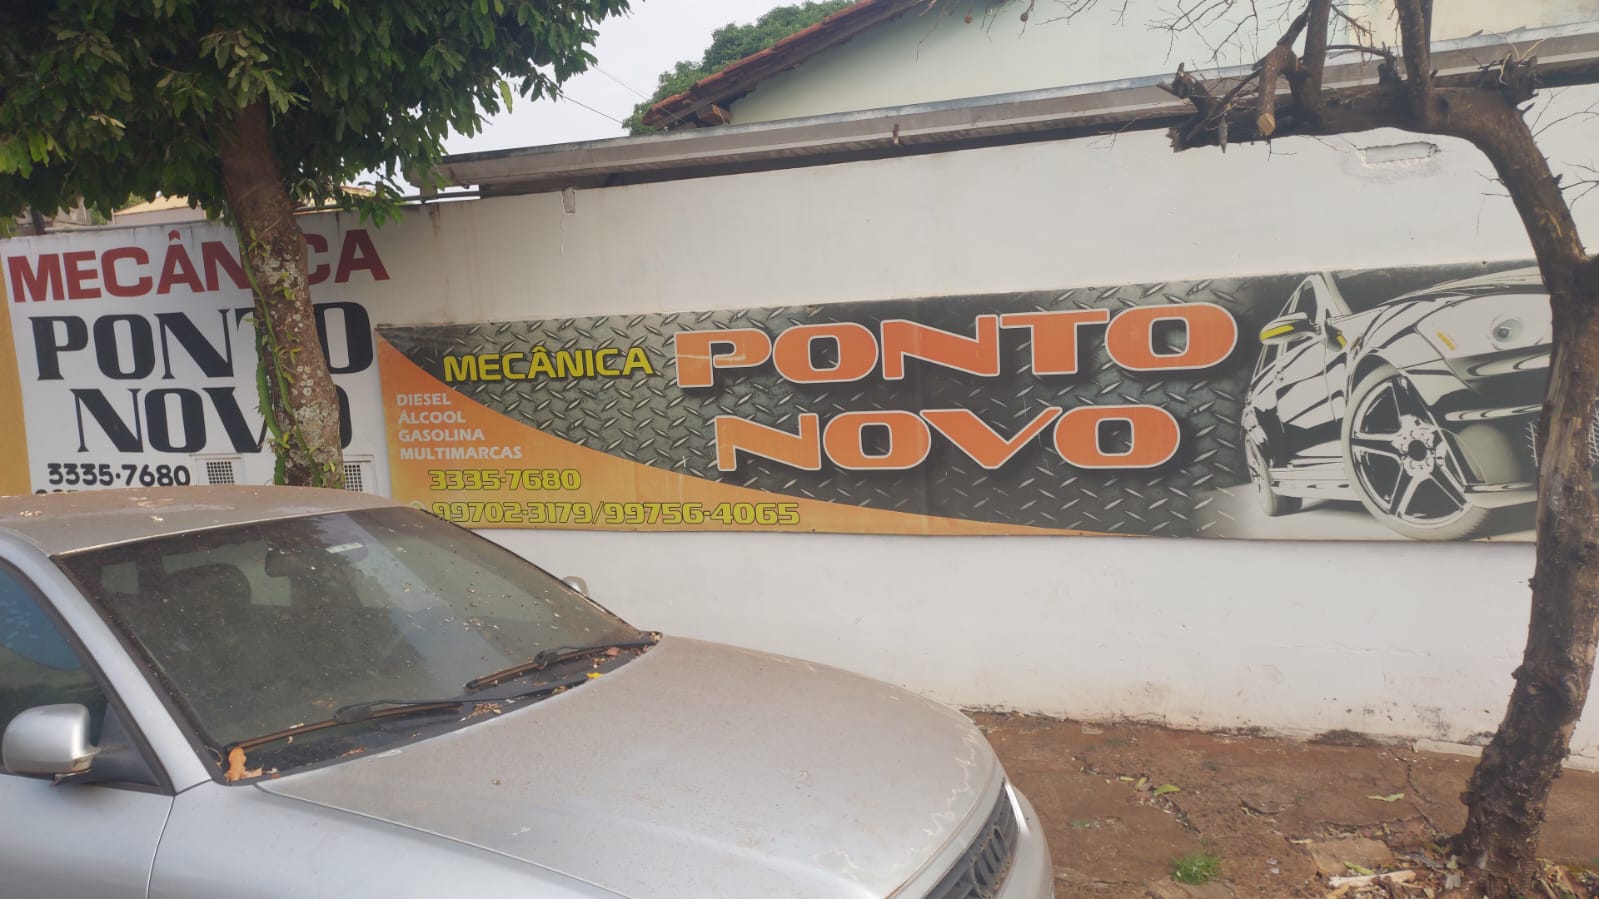 MECÂNICA
PONTO
NOVO
3335-7680
MECÂNICA
PONTO
NOVO
DIESEL
ÁLCOOL
GASOLINA
MULTIMARCAS
3335-7680
99702-3179/99756-4065